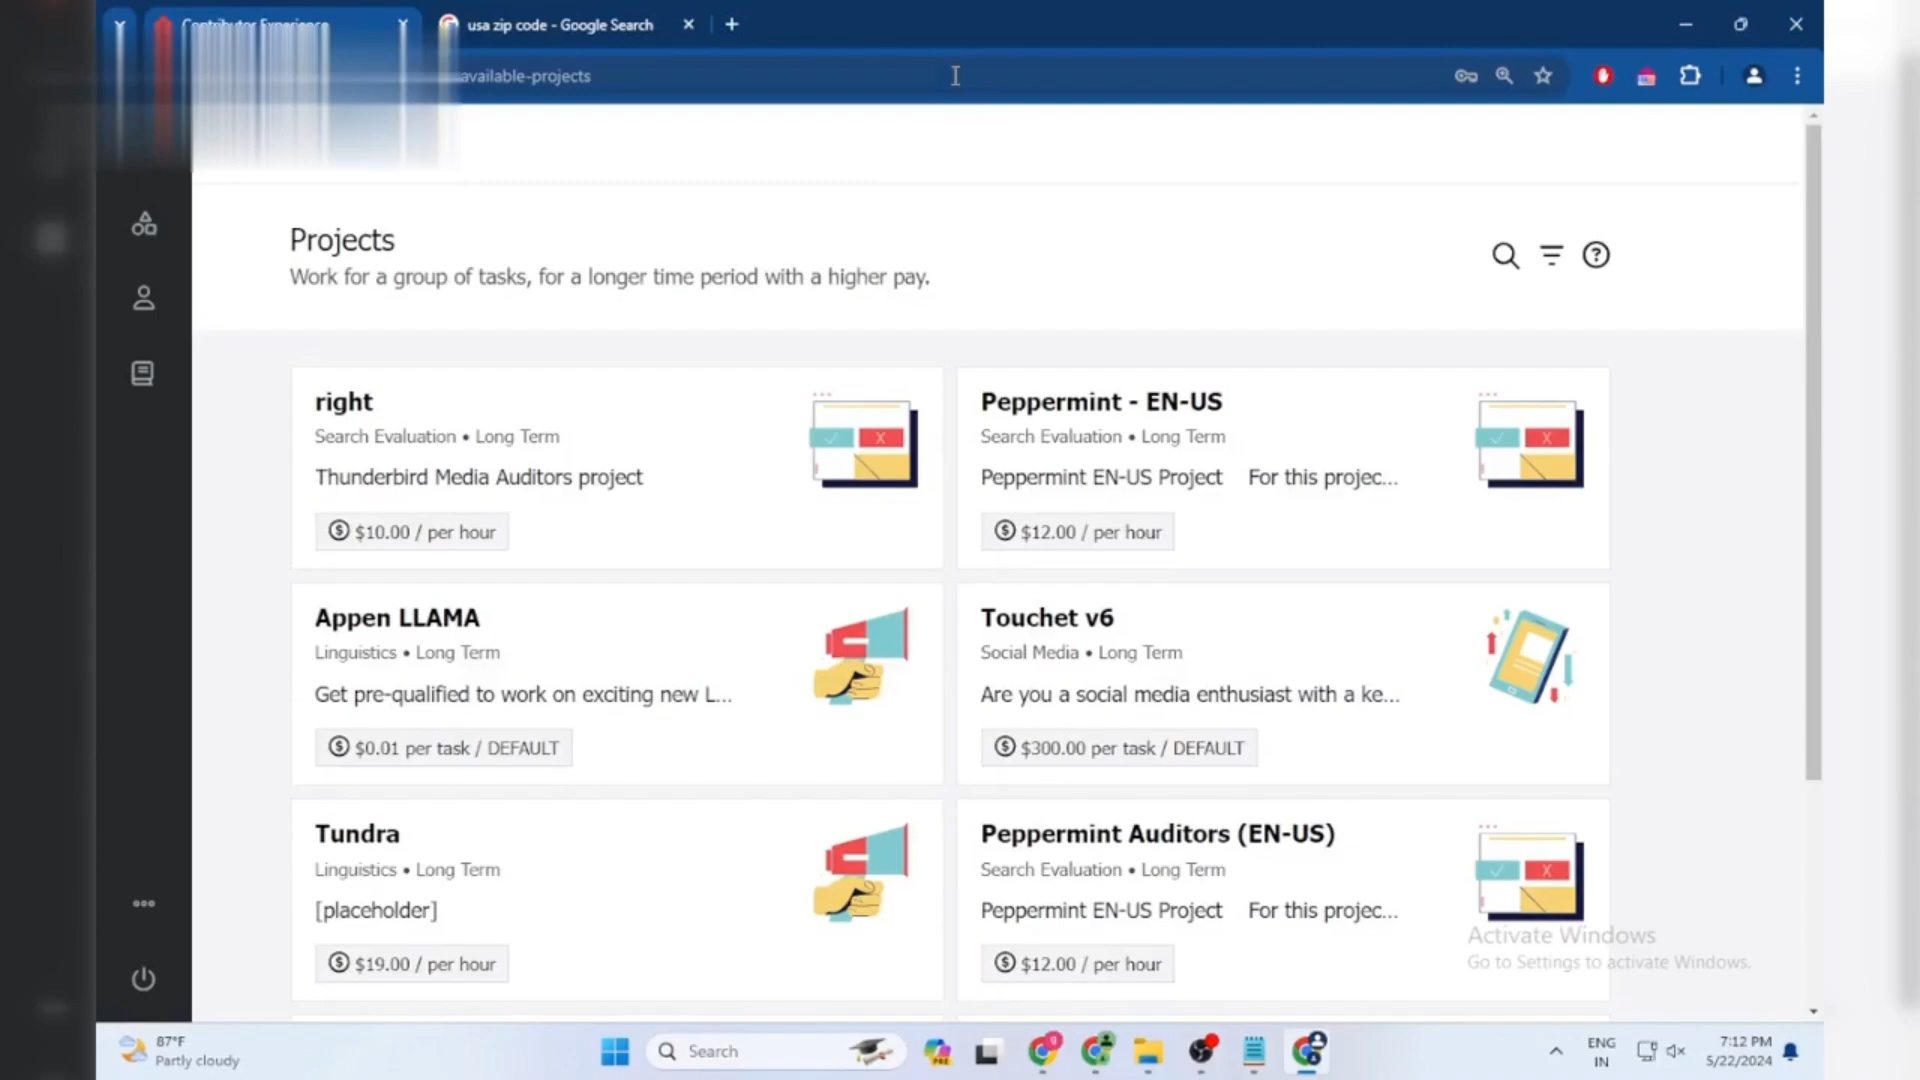 Contributor Experience
usa zip code - Google Search
available-projects
Projects
Work for a group of tasks, for a longer time period with a higher pay.
right
Search Evaluation • Long Term
Thunderbird Media Auditors project
$10.00 / per hour
Peppermint - EN-US
Search Evaluation • Long Term
Peppermint EN-US Project For this projec...
$12.00 / per hour
Appen LLAMA
Linguistics • Long Term
Get pre-qualified to work on exciting new L...
$0.01 per task / DEFAULT
Touchet v6
Social Media • Long Term
Are you a social media enthusiast with a ke...
$300.00 per task / DEFAULT
Tundra
Linguistics • Long Term
[placeholder]
$19.00 / per hour
Peppermint Auditors (EN-US)
Search Evaluation • Long Term
Peppermint EN-US Project For this projec...
$12.00 / per hour
Activate Windows
Go to Settings to activate Windows.
87°F
Partly cloudy
Search
PRE
ENG
IN
7:12 PM
5/22/2024